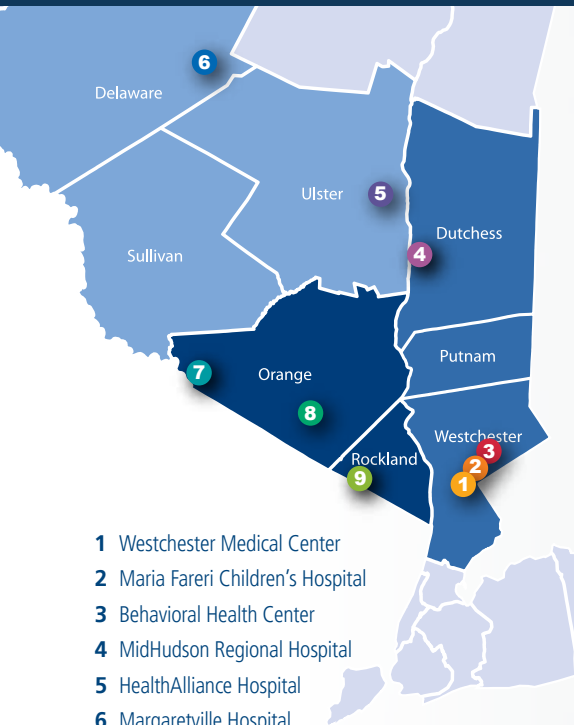 6
Delaware
Ulster
5
Dutchess
4
Sullivan
Putnam
7
Orange
8
Westchester
3
Rockland
2
9
1
1 Westchester Medical Center
2 Maria Fareri Children's Hospital
3 Behavioral Health Center
4 MidHudson Regional Hospital
5 HealthAlliance Hospital
6 Margaretville Hospital